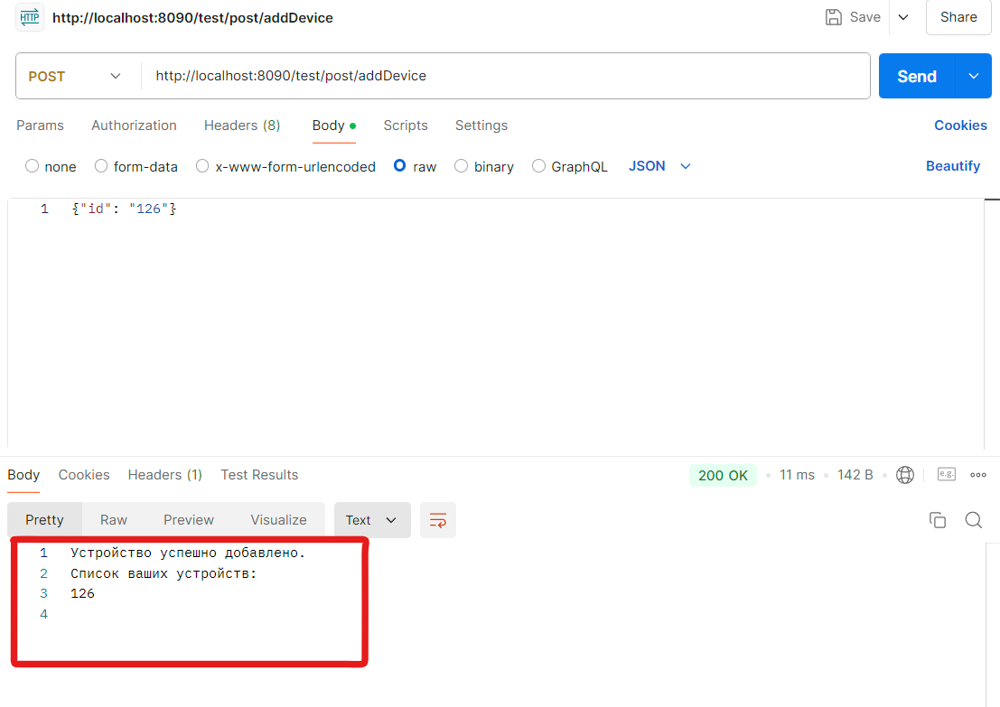 HTTP http://localhost:8090/test/post/addDevice Save Share
POST http://localhost:8090/test/post/addDevice Send
Params Authorization Headers (8) Body Scripts Settings Cookies
none form-data x-www-form-urlencoded raw binary GraphQL JSON Beautify
1 {"id": "126"}
Body Cookies Headers (1) Test Results 200 OK 11 ms 142 B e.g.
Pretty Raw Preview Visualize Text
1 Устройство успешно добавлено.
2 Список ваших устройств:
3 126
4